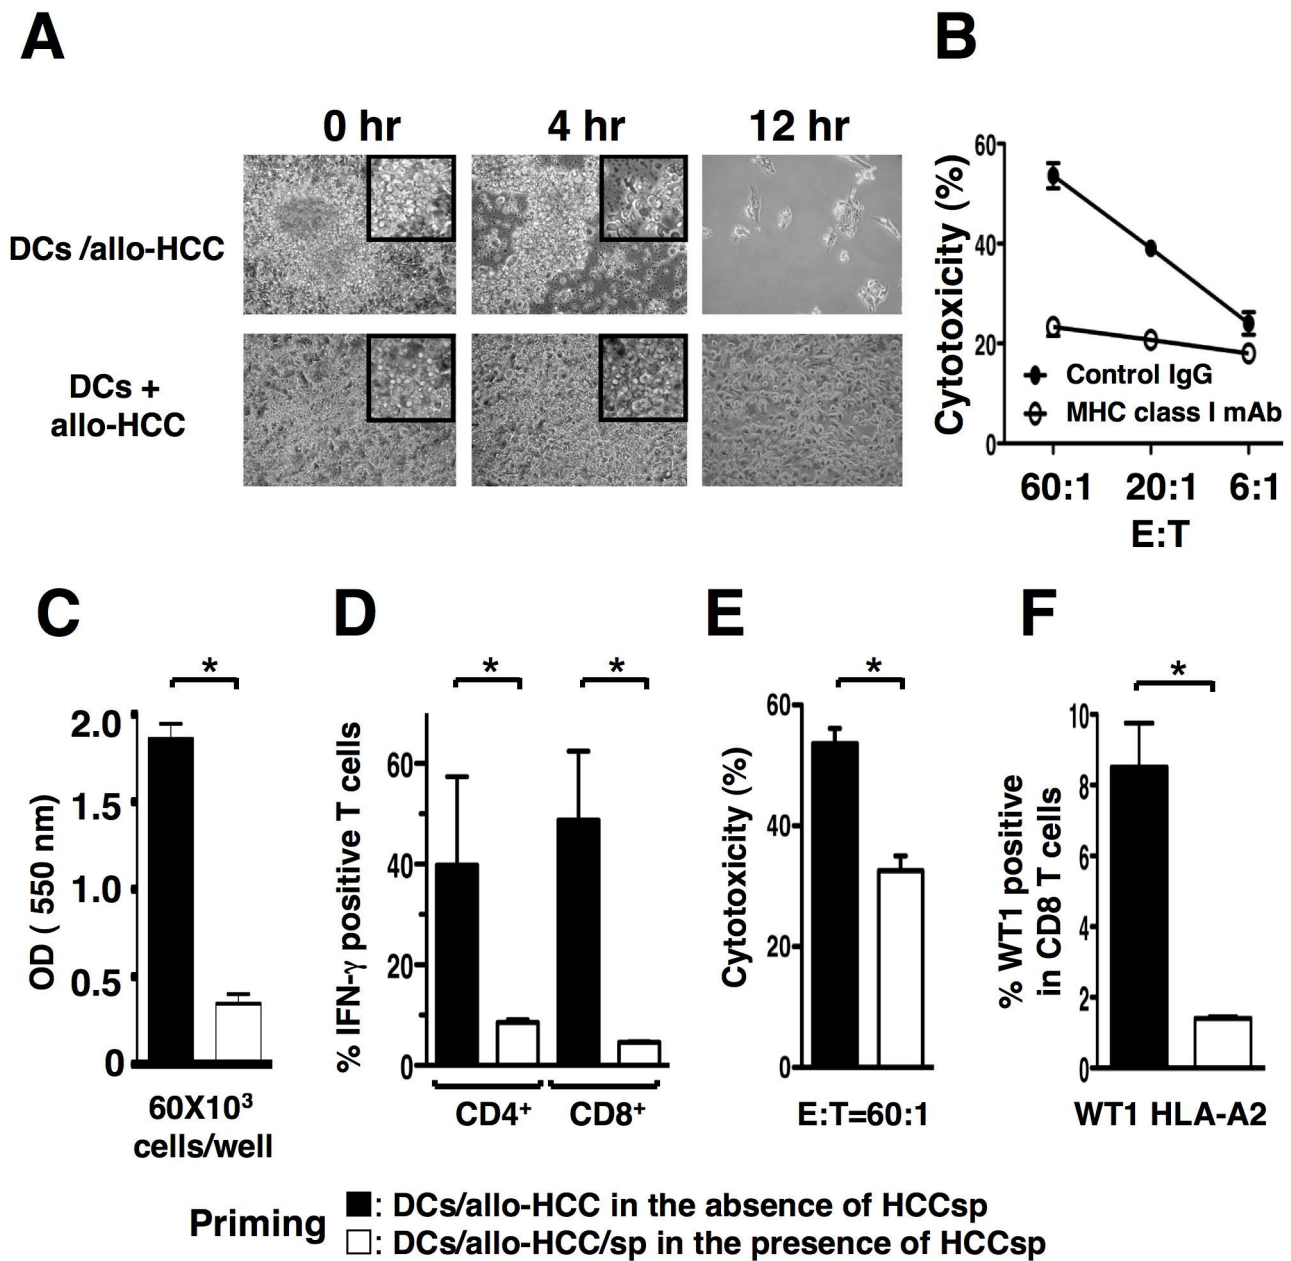 A
B
0 hr
4 hr
12 hr
DCs /allo-HCC
DCs +
allo-HCC
Cytotoxicity (%)
60
40
20
0
Control IgG
MHC class I mAb
60:1
20:1
6:1
E:T
C
D
E
F
*
OD ( 550 nm)
2.0
1.5
1.0
0.5
0
60X10³
cells/well
*
*
% IFN-γ positive T cells
60
40
20
0
CD4⁺
CD8⁺
*
Cytotoxicity (%)
60
40
20
0
E:T=60:1
*
% WT1 positive
in CD8 T cells
10
8
6
4
2
0
WT1 HLA-A2
Priming
: DCs/allo-HCC in the absence of HCCsp
: DCs/allo-HCC/sp in the presence of HCCsp